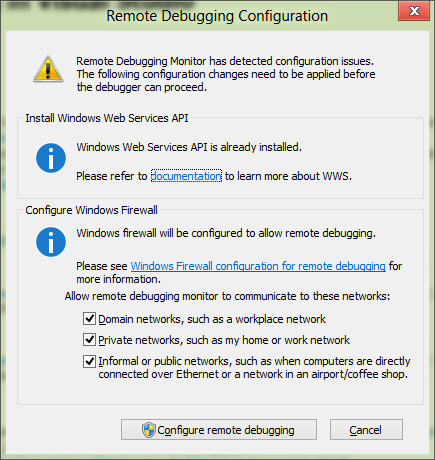 in Visual Studio
Remote Debugging Configuration
Remote Debugging Monitor has detected configuration issues.
The following configuration changes need to be applied before
the debugger can proceed.
Install Windows Web Services API
Windows Web Services API is already installed.
Please refer to documentation to learn more about WWS.
Configure Windows Firewall
Windows firewall will be configured to allow remote debugging.
Please see Windows Firewall configuration for remote debugging for
more information.
Allow remote debugging monitor to communicate to these networks:
Domain networks, such as a workplace network
Private networks, such as my home or work network
Informal or public networks, such as when computers are directly
connected over Ethernet or a network in an airport/coffee shop.
Configure remote debugging
Cancel